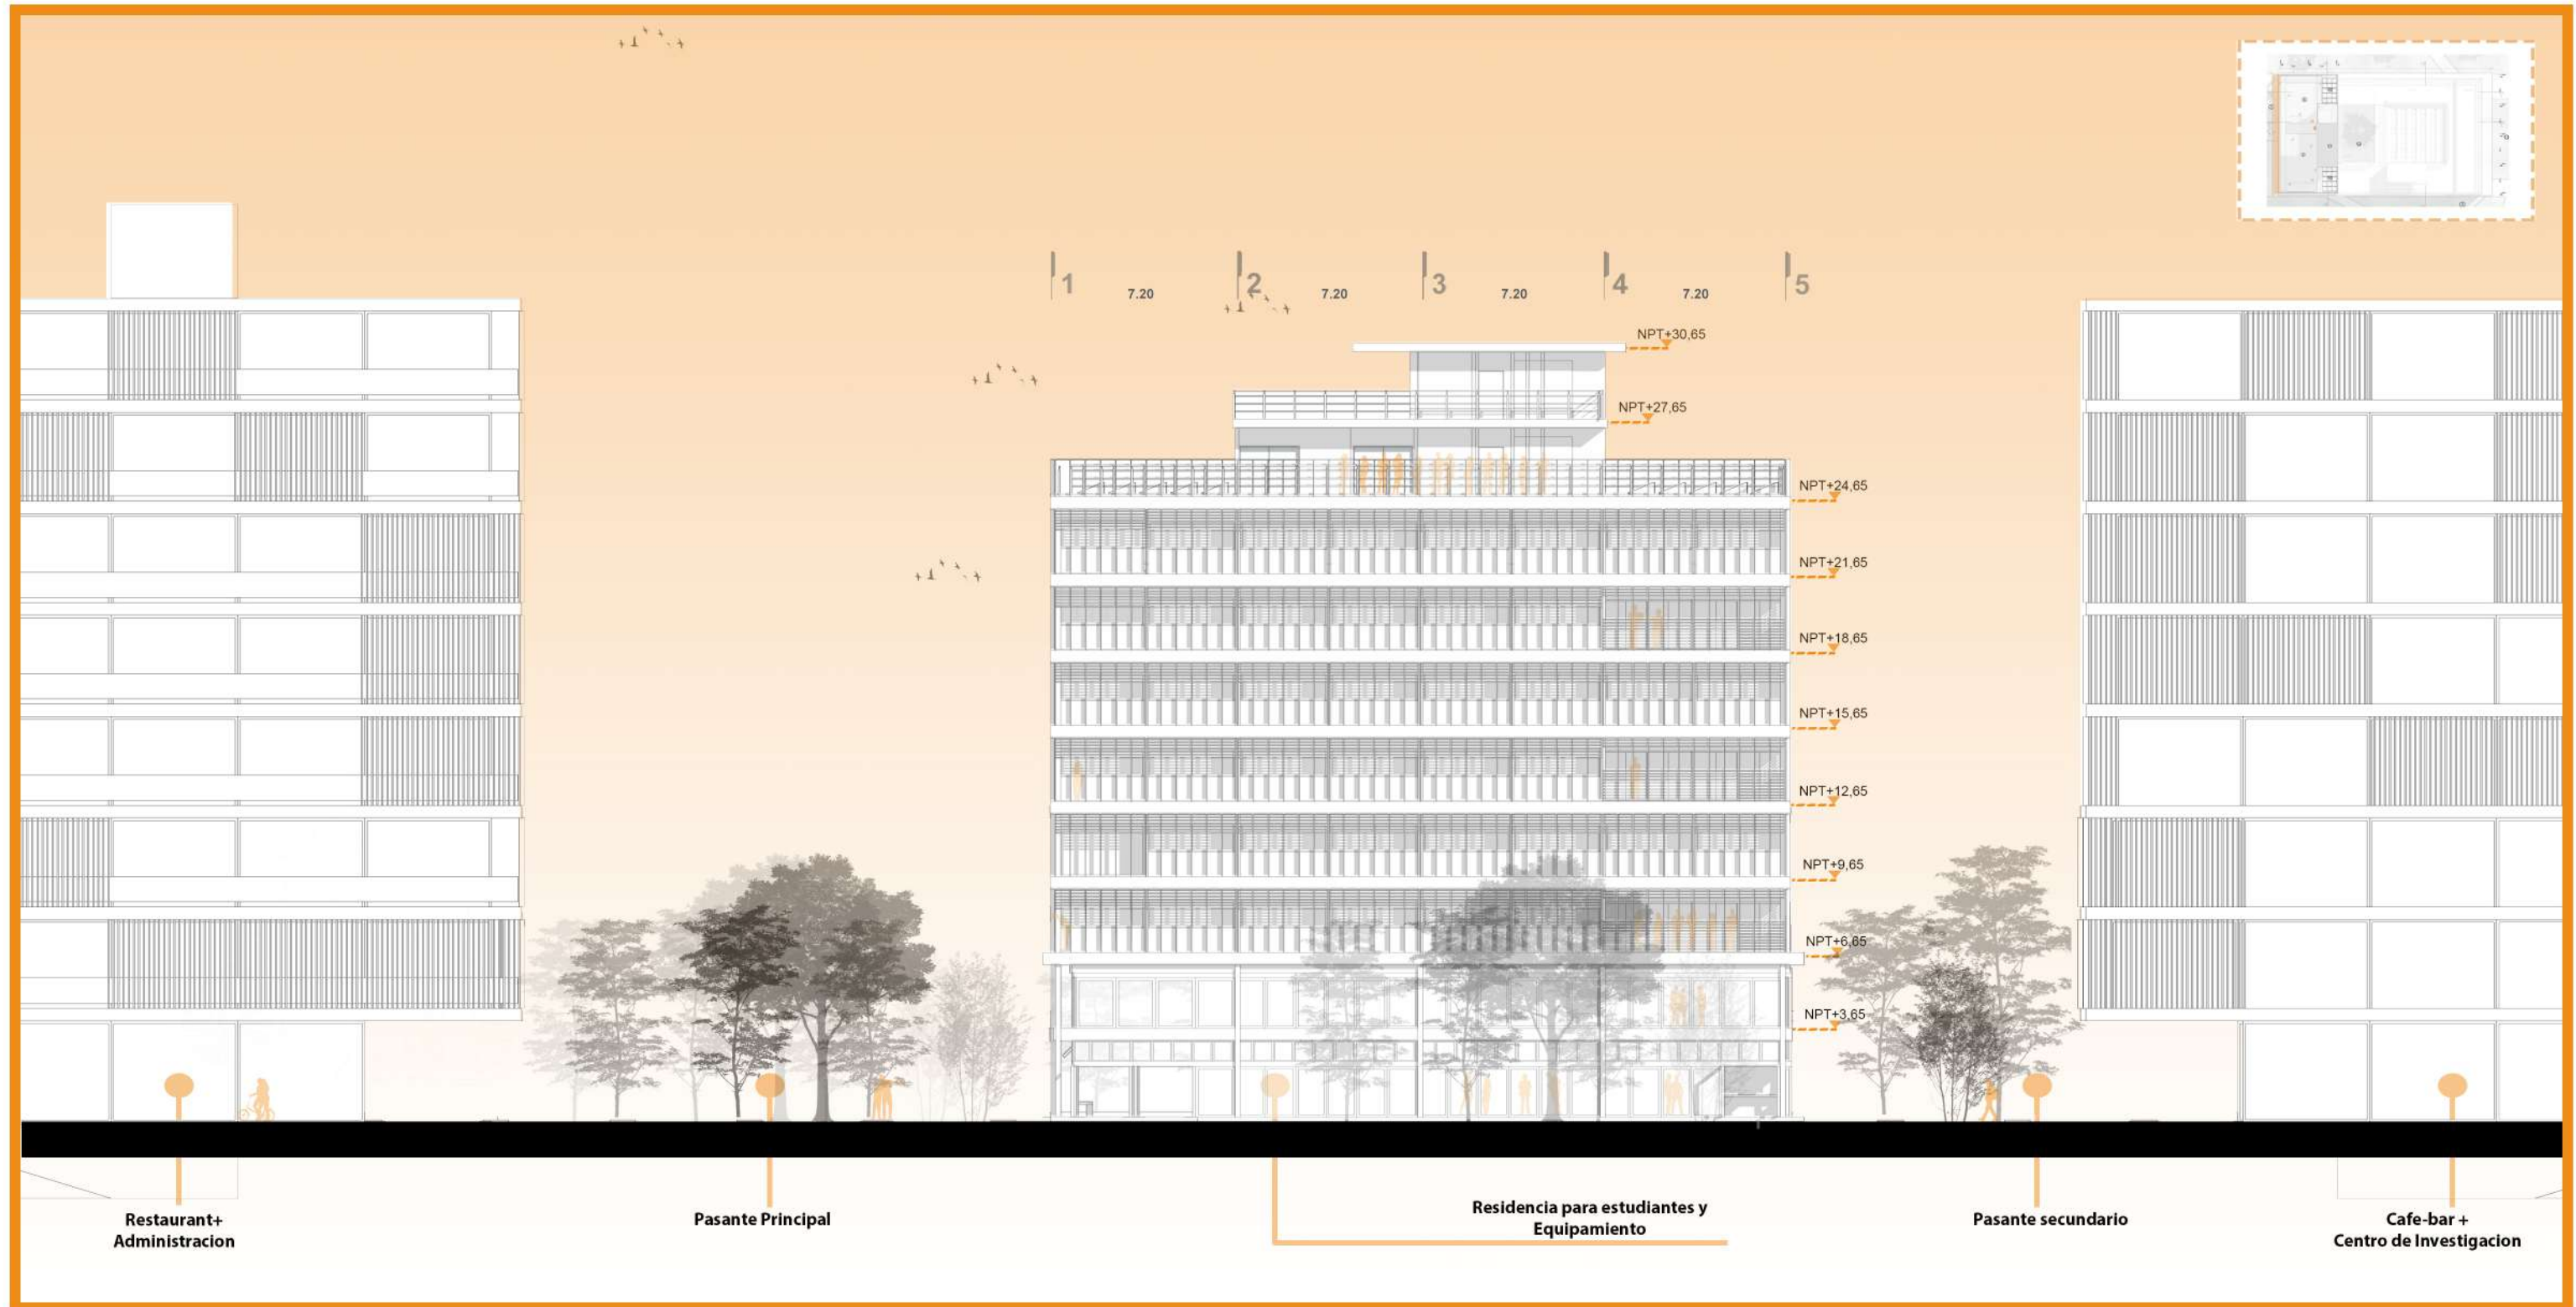 1
2
3
4
5
7.20
7.20
7.20
7.20
NPT+30,65
NPT+27,65
NPT+24,65
NPT+21,65
NPT+18,65
NPT+15,65
NPT+12,65
NPT+9,65
NPT+6,65
NPT+3,65
Restaurant+
Administracion
Pasante Principal
Residencia para estudiantes y
Equipamiento
Pasante secundario
Cafe-bar +
Centro de Investigacion